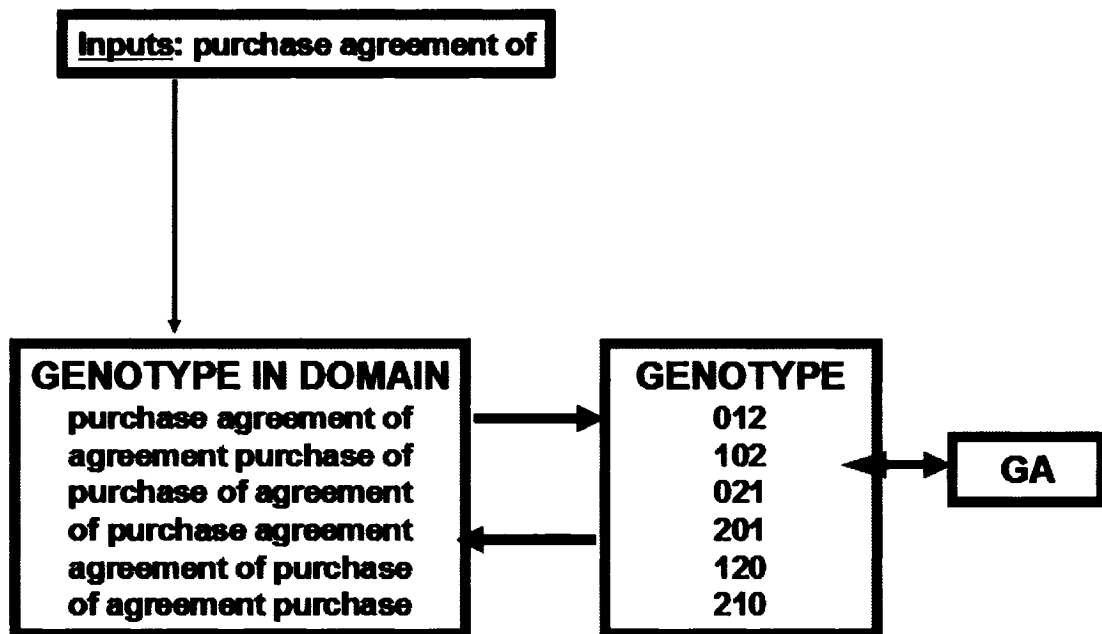 Inputs: purchase agreement of
GENOTYPE IN DOMAIN
purchase agreement of
agreement purchase of
purchase of agreement
of purchase agreement
agreement of purchase
of agreement purchase
GENOTYPE
012
102
021
201
120
210
GA